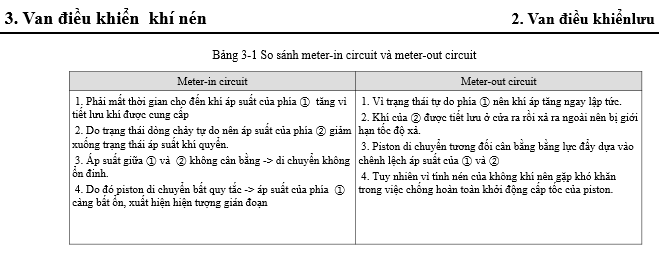 3. Van điều khiển khí nén
2. Van điều khiểnlưu
Bảng 3-1 So sánh meter-in circuit và meter-out circuit
Meter-in circuit
Meter-out circuit
1. Phải mất thời gian cho đến khi áp suất của phía ① tăng vì
tiết lưu khí được cung cấp
2. Do trạng thái dòng chảy tự do nên áp suất của phía ② giảm
xuống trạng thái áp suất khí quyển.
3. Áp suất giữa ① và ② không cân bằng -> di chuyển không
ổn định.
4. Do đó piston di chuyển bất quy tắc -> áp suất của phía ①
càng bất ổn, xuất hiện hiện tượng gián đoạn
1. Vì trạng thái tự do phía ① nên khí áp tăng ngay lập tức.
2. Khí của ② được tiết lưu ở cửa ra rồi xả ra ngoài nên bị giới
hạn tốc độ xả.
3. Piston di chuyển tương đối cân bằng bằng lực đẩy dựa vào
chênh lệch áp suất của ① và ②
4. Tuy nhiên vì tính nén của không khí nên gặp khó khăn
trong việc chống hoàn toàn khởi động cấp tốc của piston.